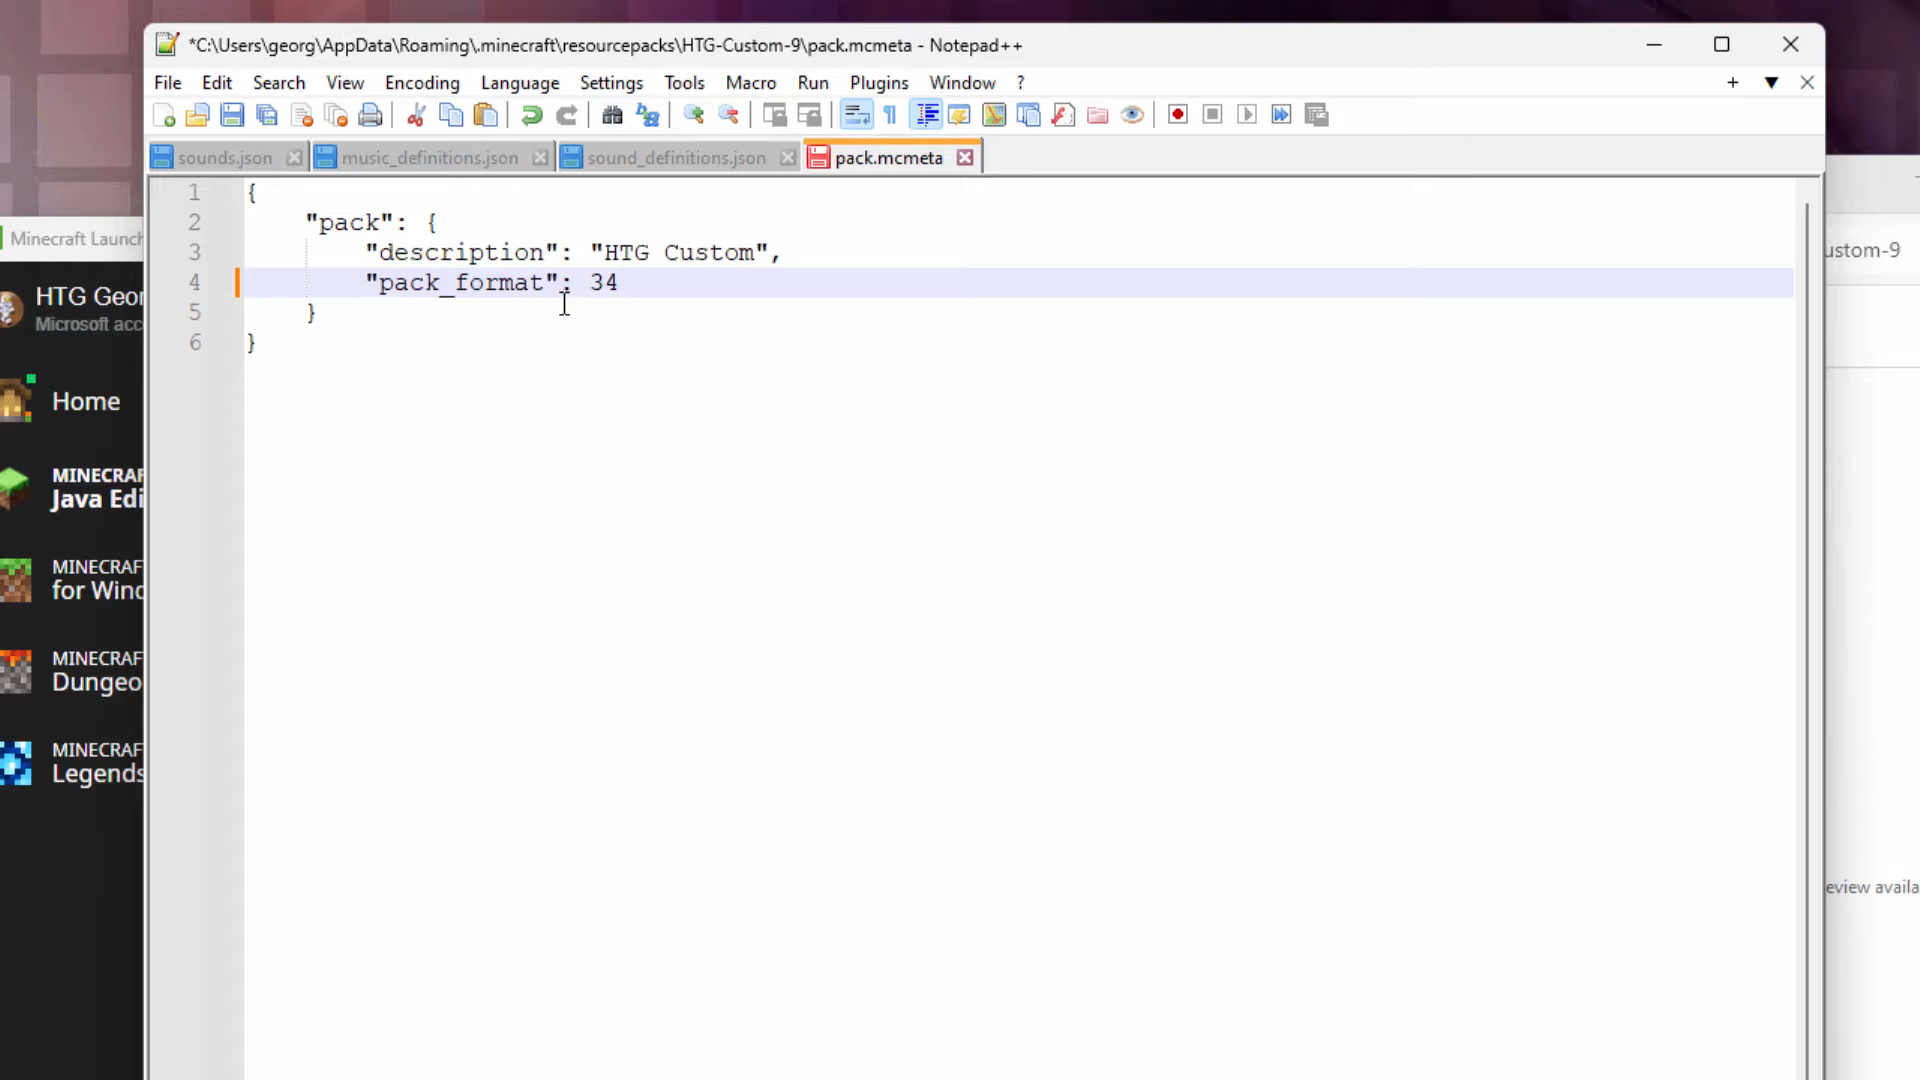 *C:\Users\georg\AppData\Roaming\.minecraft\resourcepacks\HTG-Custom-9\pack.mcmeta - Notepad++
File Edit Search View Encoding Language Settings Tools Macro Run Plugins Window ?
sounds.json music_definitions.json sound_definitions.json pack.mcmeta
1 {
2 "pack": {
3 "description": "HTG Custom",
4 "pack_format": 34
5 }
6 }
Minecraft Launch
HTG Geor
Microsoft acc
Home
MINECRAF
Java Edi
MINECRAF
for Wind
MINECRAF
Dungeo
MINECRAF
Legends
ustom-9
eview availa